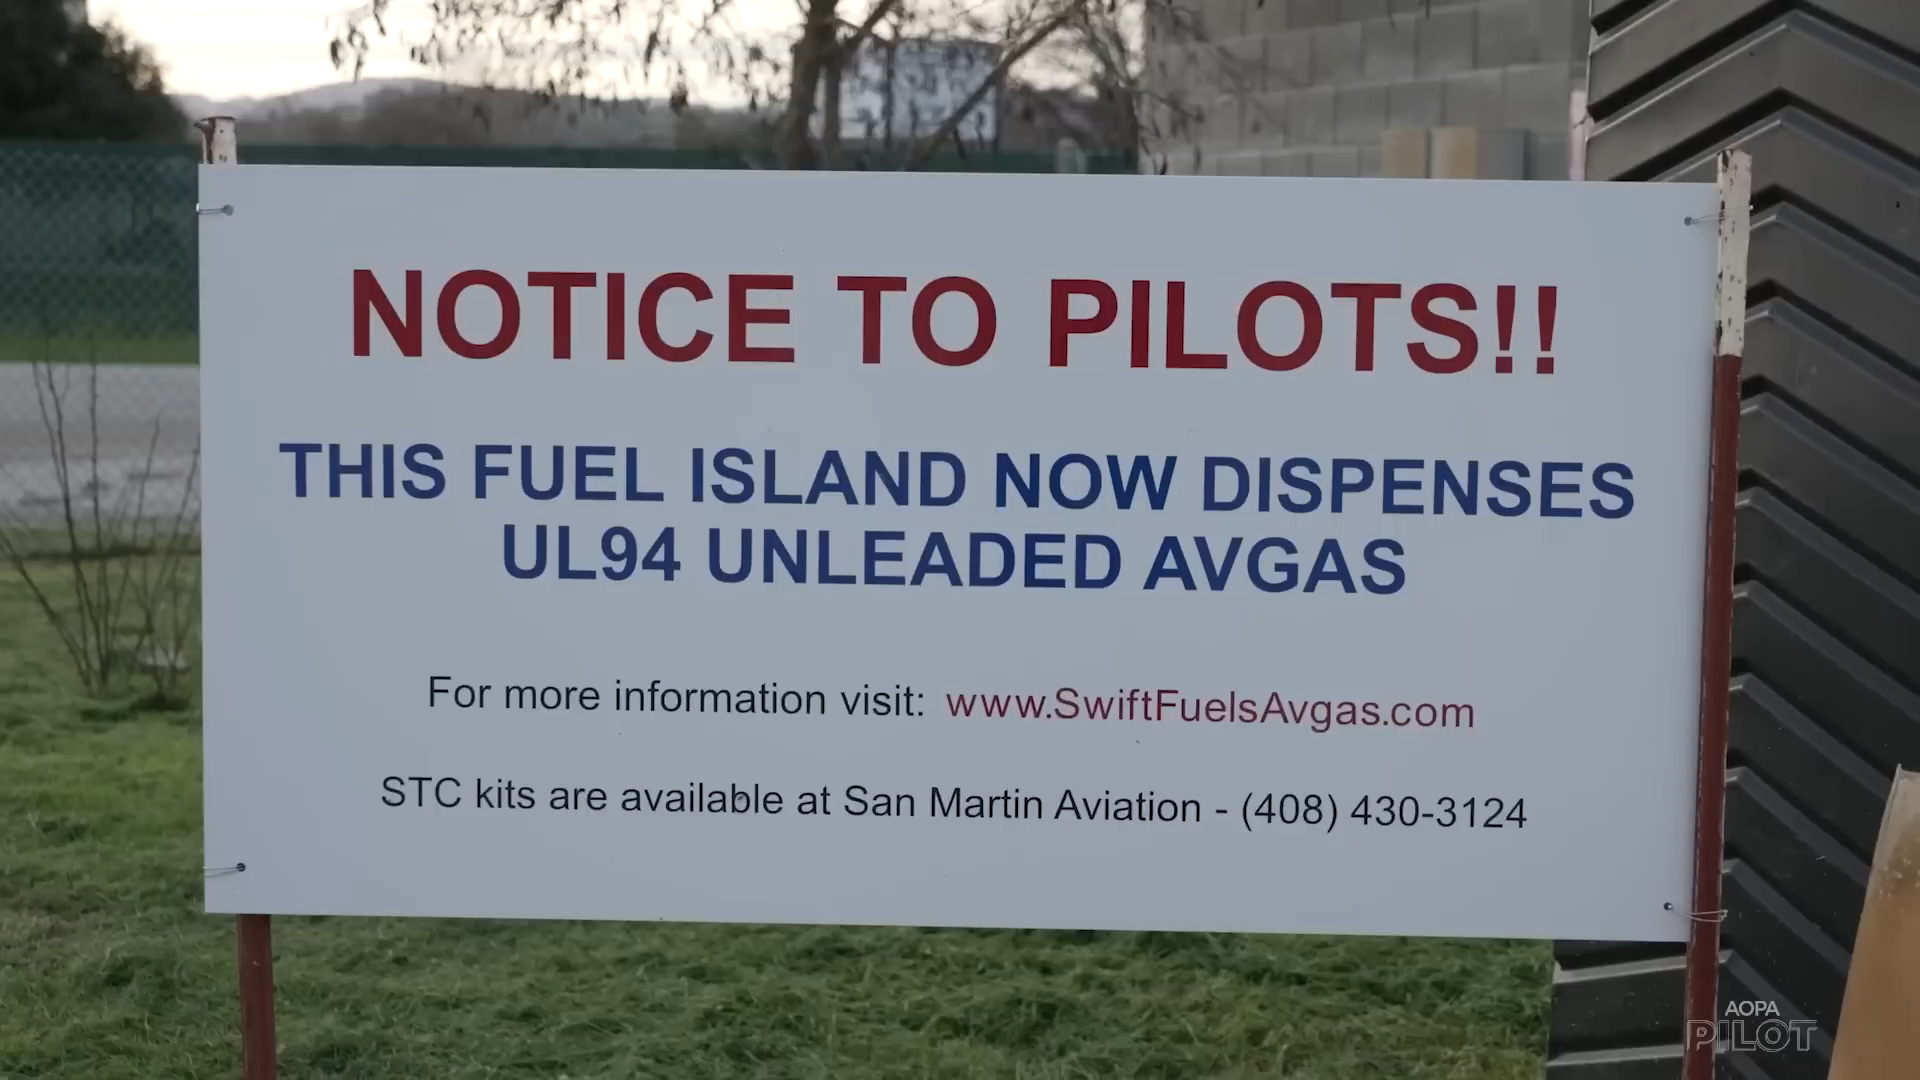 NOTICE TO PILOTS!!
THIS FUEL ISLAND NOW DISPENSES
UL94 UNLEADED AVGAS
For more information visit: www.SwiftFuelsAvgas.com
STC kits are available at San Martin Aviation - (408) 430-3124
AOPA
PILOT